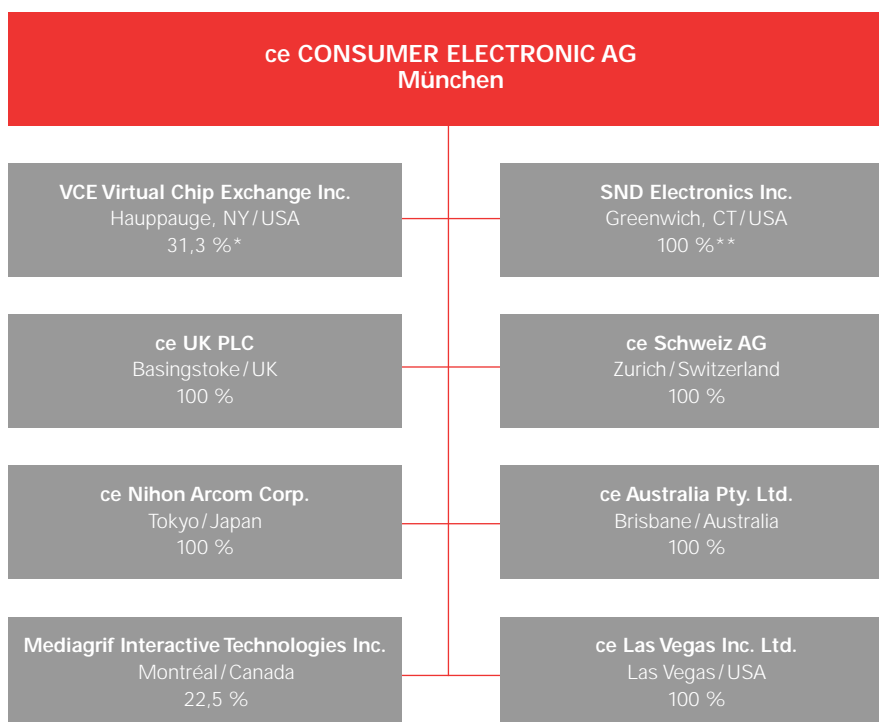 ce CONSUMER ELECTRONIC AG
München
VCE Virtual Chip Exchange Inc.
Hauppauge, NY/USA
31,3 %*
SND Electronics Inc.
Greenwich, CT/USA
100 %**
ce UK PLC
Basingstoke/UK
100 %
ce Schweiz AG
Zurich/Switzerland
100 %
ce Nihon Arcom Corp.
Tokyo/Japan
100 %
ce Australia Pty. Ltd.
Brisbane/Australia
100 %
Mediagrif Interactive Technologies Inc.
Montréal/Canada
22,5 %
ce Las Vegas Inc. Ltd.
Las Vegas/USA
100 %